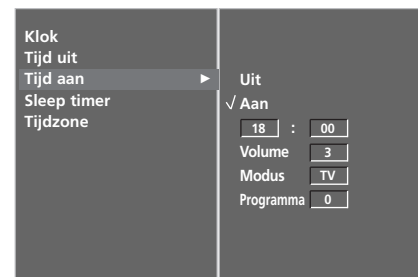 Klok
Tijd uit
Tijd aan ►
Sleep timer
Tijdzone
Uit
√ Aan
18 : 00
Volume 3
Modus TV
Programma 0